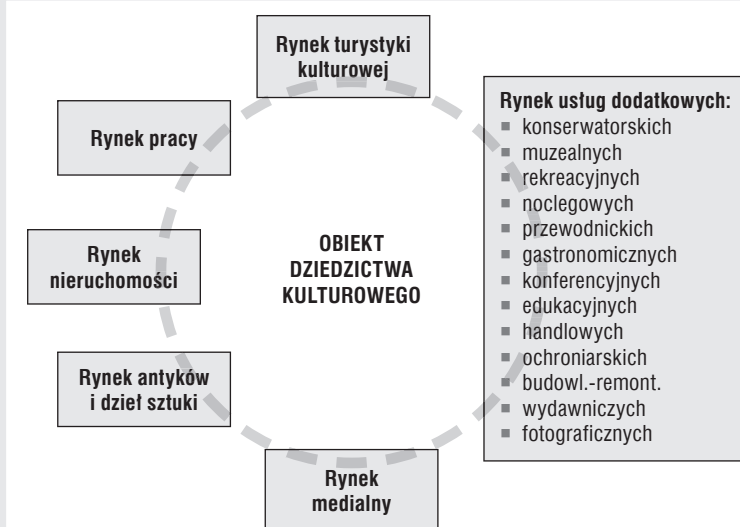 Rynek turystyki
kulturowej
Rynek pracy
Rynek
nieruchomości
Rynek antyków
i dzieł sztuki
Rynek
medialny
OBIEKT
DZIEDZICTWA
KULTUROWEGO
Rynek usług dodatkowych:
konserwatorskich
muzealnych
rekreacyjnych
noclegowych
przewodnickich
gastronomicznych
konferencyjnych
edukacyjnych
handlowych
ochroniarskich
budowl.-remont.
wydawniczych
fotograficznych